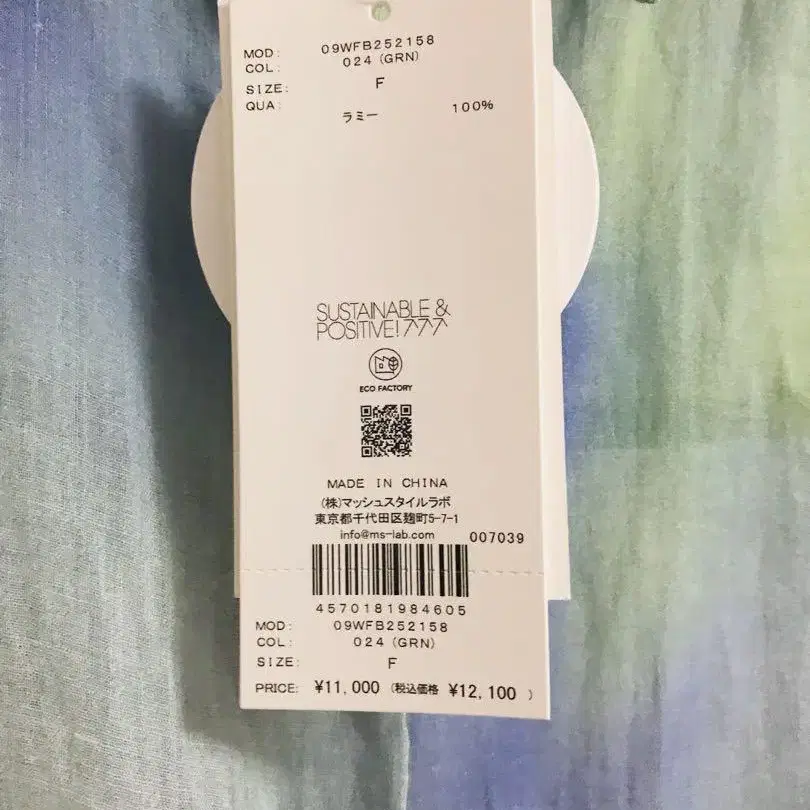 MOD: 09WFB252158
COL: 024 (GRN)
SIZE: F
QUA: ラミー 100%
SUSTAINABLE &
POSITIVE! ↗↗↗
ECO FACTORY
MADE IN CHINA
(株)マッシュスタイルラボ
東京都千代田区麹町5-7-1
info@ms-lab.com 007039
4570181984605
MOD: 09WFB252158
COL: 024 (GRN)
SIZE: F
PRICE: ¥11,000 (税込価格 ¥12,100 )